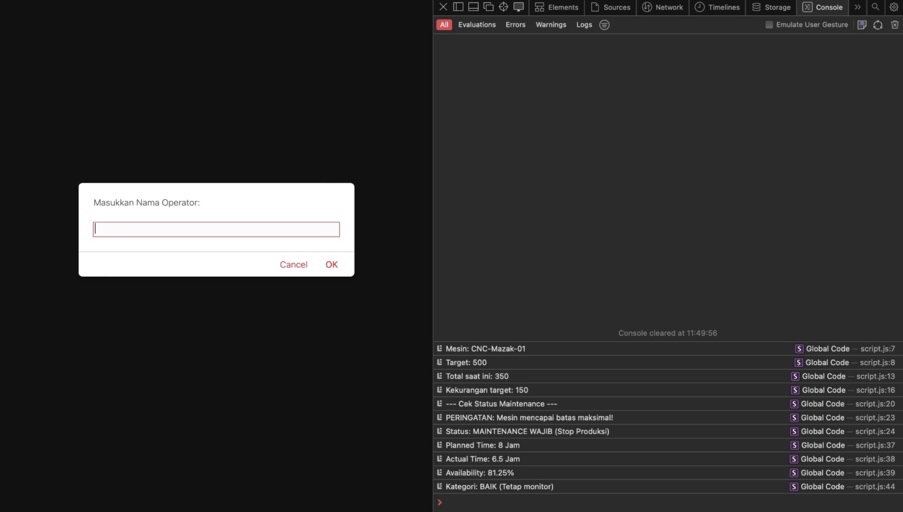 Elements Sources Network Timelines Storage Console
All Evaluations Errors Warnings Logs Emulate User Gesture
Masukkan Nama Operator:
Cancel OK
Console cleared at 11:49:56
Mesin: CNC-Mazak-01 S Global Code — script.js:7
Target: 500 S Global Code — script.js:8
Total saat ini: 350 S Global Code — script.js:13
Kekurangan target: 150 S Global Code — script.js:16
--- Cek Status Maintenance --- S Global Code — script.js:20
PERINGATAN: Mesin mencapai batas maksimal! S Global Code — script.js:23
Status: MAINTENANCE WAJIB (Stop Produksi) S Global Code — script.js:24
Planned Time: 8 Jam S Global Code — script.js:37
Actual Time: 6.5 Jam S Global Code — script.js:38
Availability: 81.25% S Global Code — script.js:39
Kategori: BAIK (Tetap monitor) S Global Code — script.js:44